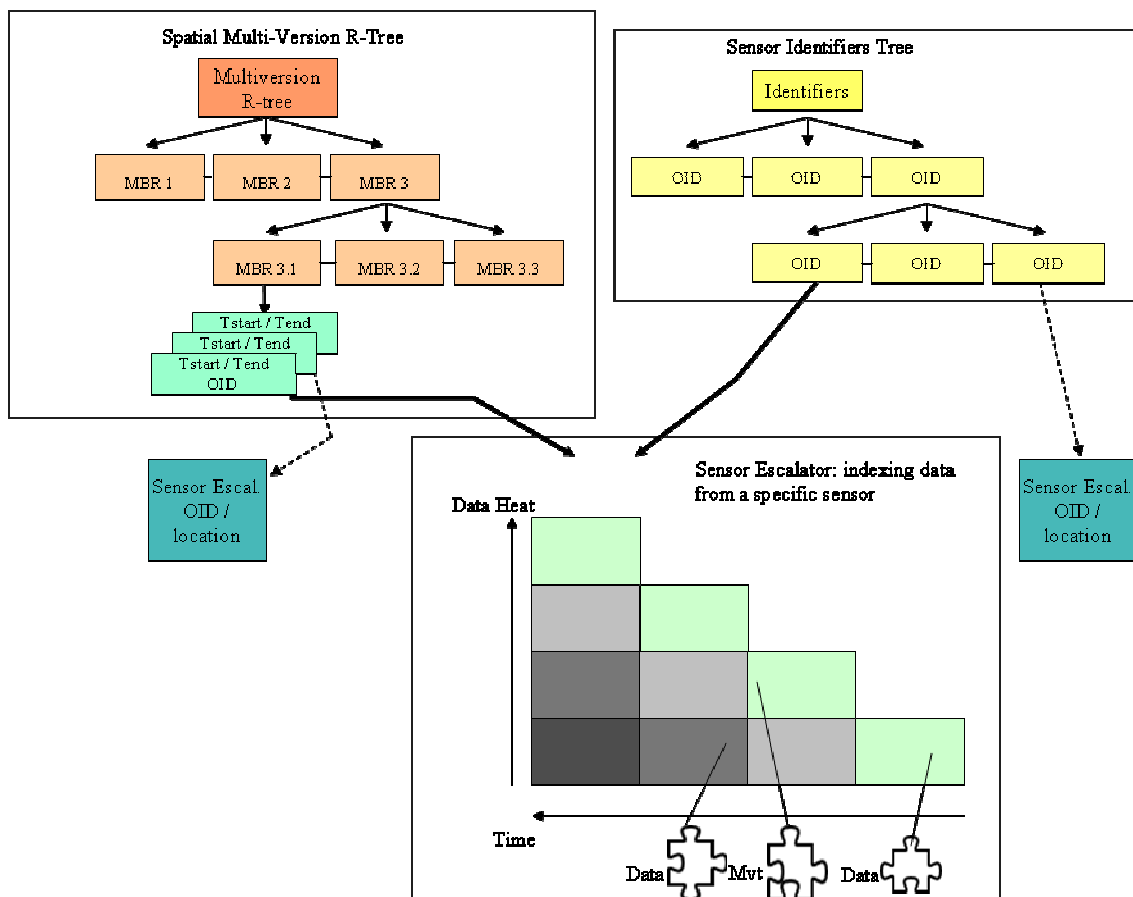 Spatial Multi-Version R-Tree
Multiversion
R-tree
MBR 1
MBR 2
MBR 3
MBR 3.1
MBR 3.2
MBR 3.3
Tstart / Tend
Tstart / Tend
Tstart / Tend
OID
Sensor Escal.
OID /
location
Sensor Identifiers Tree
Identifiers
OID
OID
OID
OID
OID
OID
Sensor Escal.
OID /
location
Sensor Escalator: indexing data
from a specific sensor
Data Heat
Time
Data
Mvt
Data